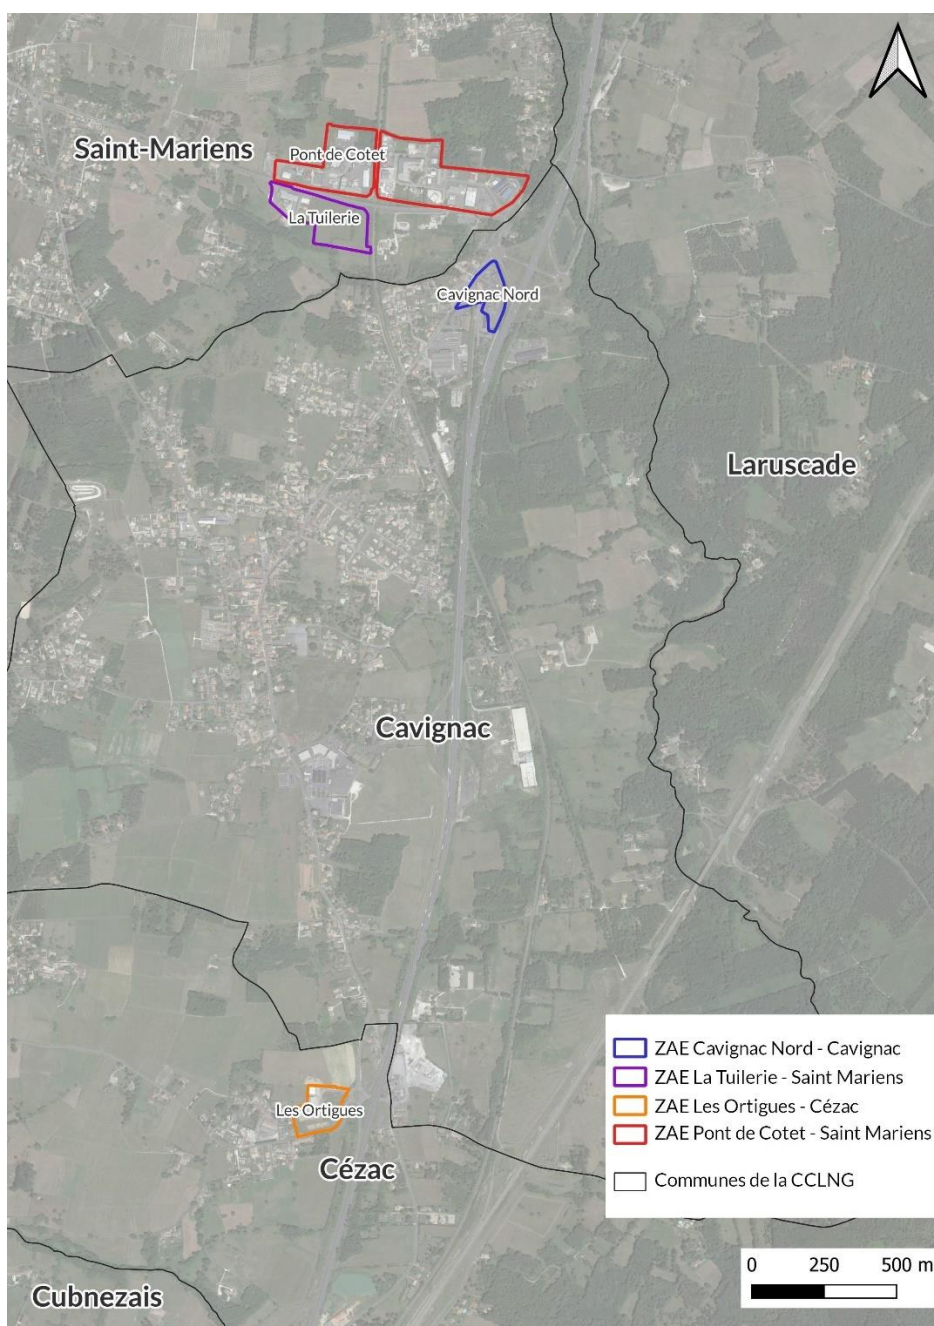 Saint-Mariens
Pont de Cotet
La Tuilerie
Cavignac Nord
Laruscade
Cavignac
Les Ortigues
Cézac
Cubnezais
ZAE Cavignac Nord - Cavignac
ZAE La Tuilerie - Saint Mariens
ZAE Les Ortigues - Cézac
ZAE Pont de Cotet - Saint Mariens
Communes de la CCLNG
0 250 500 m